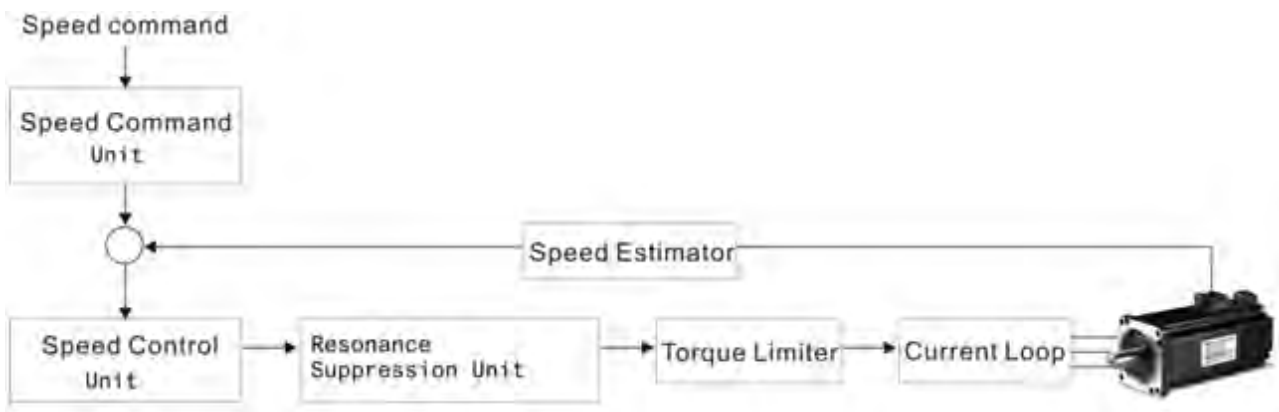 Speed command
Speed Command
Unit
Speed Estimator
Speed Control
Unit
Resonance
Suppression Unit
Torque Limiter
Current Loop